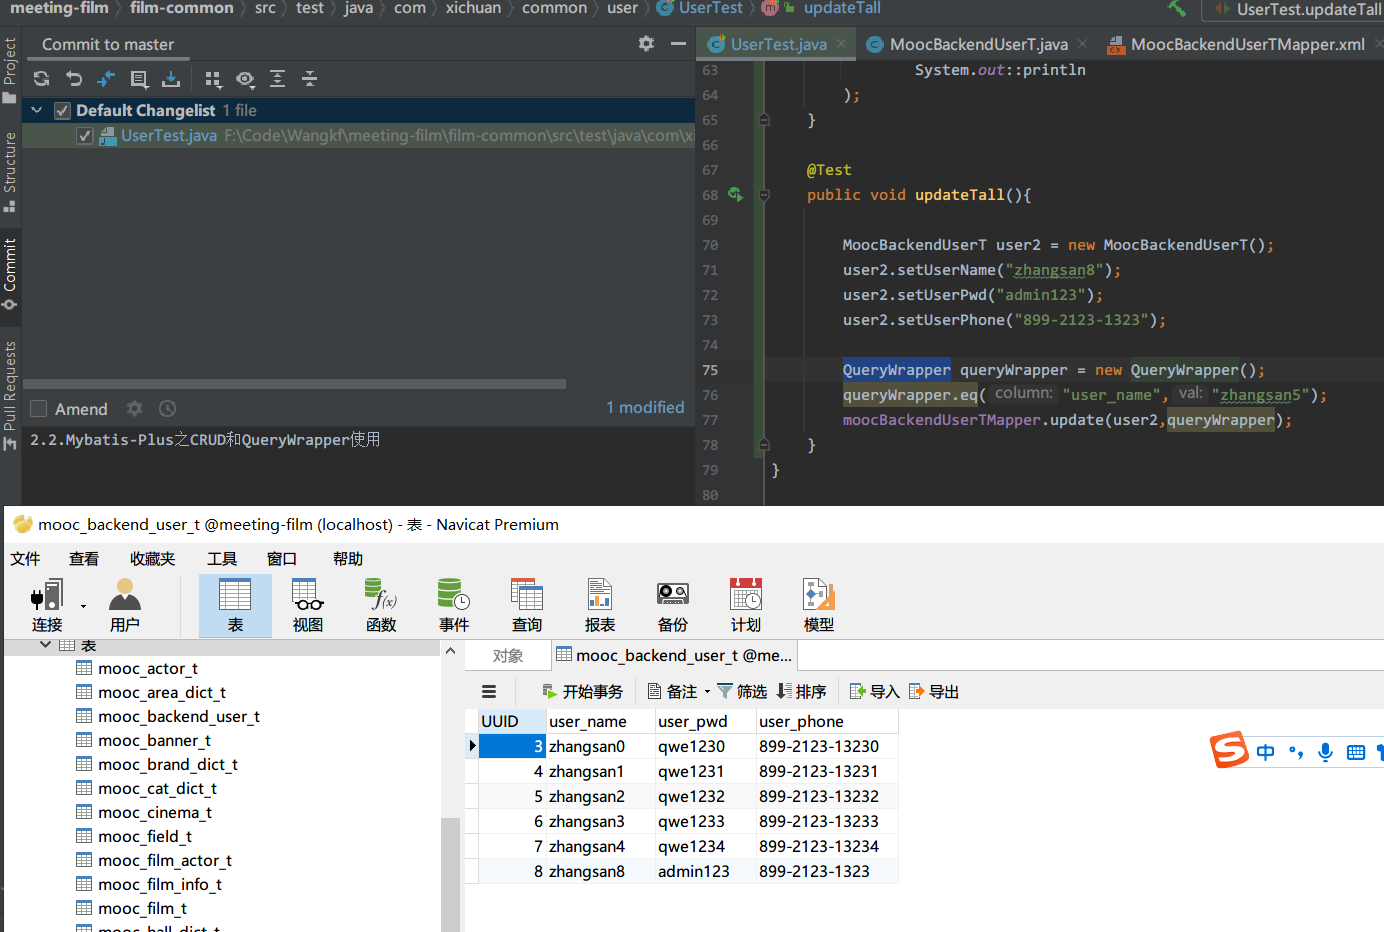 meeting-film › film-common › src › test › java › com › xichuan › common › user › UserTest › updateTall
UserTest.updateTall
Commit to master
UserTest.java
MoocBackendUserT.java
MoocBackendUserTMapper.xml
Project
Structure
Commit
Pull Requests
Default Changelist 1 file
UserTest.java F:\Code\Wangkf\meeting-film\film-common\src\test\java\com\x
Amend
1 modified
2.2.Mybatis-Plus之CRUD和QueryWrapper使用
63 System.out::println
64 );
65 }
66
67 @Test
68 public void updateTall(){
69
70 MoocBackendUserT user2 = new MoocBackendUserT();
71 user2.setUserName("zhangsan8");
72 user2.setUserPwd("admin123");
73 user2.setUserPhone("899-2123-1323");
74
75 QueryWrapper queryWrapper = new QueryWrapper();
76 queryWrapper.eq( column: "user_name", val: "zhangsan5");
77 moocBackendUserTMapper.update(user2,queryWrapper);
78 }
79 }
80
mooc_backend_user_t @meeting-film (localhost) - 表 - Navicat Premium
文件 查看 收藏夹 工具 窗口 帮助
连接 用户 表 视图 函数 事件 查询 报表 备份 计划 模型
表
mooc_actor_t
mooc_area_dict_t
mooc_backend_user_t
mooc_banner_t
mooc_brand_dict_t
mooc_cat_dict_t
mooc_cinema_t
mooc_field_t
mooc_film_actor_t
mooc_film_info_t
mooc_film_t
mooc_hall_dict_t
对象 mooc_backend_user_t @me...
开始事务 备注 筛选 排序 导入 导出
UUID user_name user_pwd user_phone
3 zhangsan0 qwe1230 899-2123-13230
4 zhangsan1 qwe1231 899-2123-13231
5 zhangsan2 qwe1232 899-2123-13232
6 zhangsan3 qwe1233 899-2123-13233
7 zhangsan4 qwe1234 899-2123-13234
8 zhangsan8 admin123 899-2123-1323
S 中